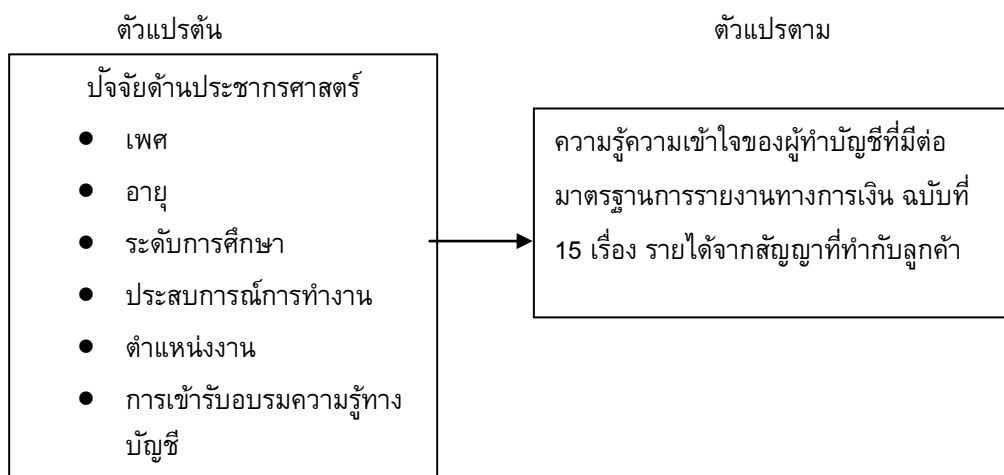 ตัวแปรต้น
ตัวแปรตาม
ปัจจัยด้านประชากรศาสตร์
● เพศ
● อายุ
● ระดับการศึกษา
● ประสบการณ์การทำงาน
● ตำแหน่งงาน
● การเข้ารับอบรมความรู้ทาง
บัญชี
ความรู้ความเข้าใจของผู้ทำบัญชีที่มีต่อ
มาตรฐานการรายงานทางการเงิน ฉบับที่
15 เรื่อง รายได้จากสัญญาที่ทำกับลูกค้า